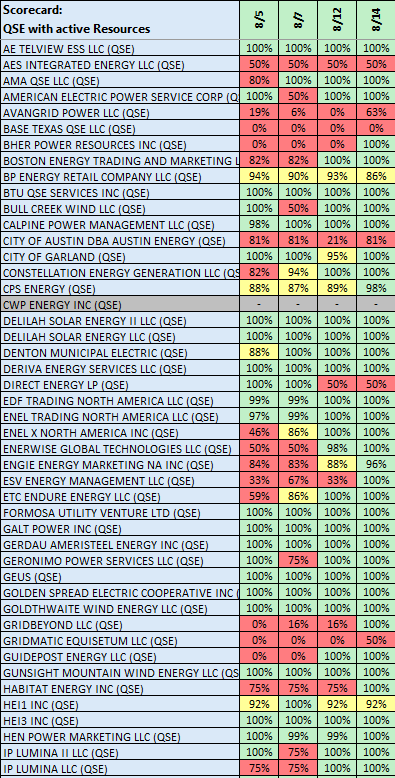 Scorecard:
QSE with active Resources 8/5 8/7 8/12 8/14
AE TELVIEW ESS LLC (QSE) 100% 100% 100% 100%
AES INTEGRATED ENERGY LLC (QSE) 50% 50% 50% 50%
AMA QSE LLC (QSE) 80% 100% 100% 100%
AMERICAN ELECTRIC POWER SERVICE CORP (Q 100% 50% 100% 100%
AVANGRID POWER LLC (QSE) 19% 6% 0% 63%
BASE TEXAS QSE LLC (QSE) 0% 0% 0% 0%
BHER POWER RESOURCES INC (QSE) 0% 0% 0% 100%
BOSTON ENERGY TRADING AND MARKETING L 82% 82% 100% 100%
BP ENERGY RETAIL COMPANY LLC (QSE) 94% 90% 93% 86%
BTU QSE SERVICES INC (QSE) 100% 100% 100% 100%
BULL CREEK WIND LLC (QSE) 100% 50% 100% 100%
CALPINE POWER MANAGEMENT LLC (QSE) 98% 100% 100% 100%
CITY OF AUSTIN DBA AUSTIN ENERGY (QSE) 81% 81% 21% 81%
CITY OF GARLAND (QSE) 100% 100% 95% 100%
CONSTELLATION ENERGY GENERATION LLC (QS 82% 94% 100% 100%
CPS ENERGY (QSE) 88% 87% 89% 98%
CWP ENERGY INC (QSE) - - - -
DELILAH SOLAR ENERGY II LLC (QSE) 100% 100% 100% 100%
DELILAH SOLAR ENERGY LLC (QSE) 100% 100% 100% 100%
DENTON MUNICIPAL ELECTRIC (QSE) 88% 100% 100% 100%
DERIVA ENERGY SERVICES LLC (QSE) 100% 100% 100% 100%
DIRECT ENERGY LP (QSE) 100% 100% 50% 50%
EDF TRADING NORTH AMERICA LLC (QSE) 99% 99% 100% 100%
ENEL TRADING NORTH AMERICA LLC (QSE) 97% 99% 100% 100%
ENEL X NORTH AMERICA INC (QSE) 46% 86% 100% 100%
ENERWISE GLOBAL TECHNOLOGIES LLC (QSE) 50% 50% 98% 100%
ENGIE ENERGY MARKETING NA INC (QSE) 84% 83% 88% 96%
ESV ENERGY MANAGEMENT LLC (QSE) 33% 67% 33% 100%
ETC ENDURE ENERGY LLC (QSE) 59% 86% 100% 100%
FORMOSA UTILITY VENTURE LTD (QSE) 100% 100% 100% 100%
GALT POWER INC (QSE) 100% 100% 100% 100%
GERDAU AMERISTEEL ENERGY INC (QSE) 100% 100% 100% 100%
GERONIMO POWER SERVICES LLC (QSE) 100% 75% 100% 100%
GEUS (QSE) 100% 100% 100% 100%
GOLDEN SPREAD ELECTRIC COOPERATIVE INC ( 100% 100% 100% 100%
GOLDTHWAITE WIND ENERGY LLC (QSE) 100% 100% 100% 100%
GRIDBEYOND LLC (QSE) 0% 16% 16% 100%
GRIDMATIC EQUISETUM LLC (QSE) 0% 0% 0% 50%
GUIDEPOST ENERGY LLC (QSE) 0% 0% 100% 100%
GUNSIGHT MOUNTAIN WIND ENERGY LLC (QS 100% 100% 100% 100%
HABITAT ENERGY INC (QSE) 75% 75% 75% 100%
HEI1 INC (QSE) 92% 100% 92% 92%
HEI3 INC (QSE) 100% 100% 100% 100%
HEN POWER MARKETING LLC (QSE) 100% 99% 99% 100%
IP LUMINA II LLC (QSE) 100% 75% 100% 100%
IP LUMINA LLC (QSE) 75% 75% 100% 100%